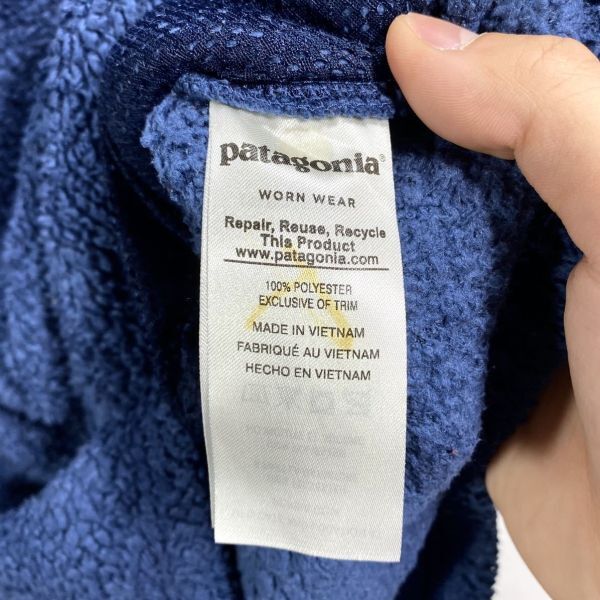 patagonia®
WORN WEAR
Repair, Reuse, Recycle
This Product
www.patagonia.com
100% POLYESTER
EXCLUSIVE OF TRIM
MADE IN VIETNAM
FABRIQUÉ AU VIETNAM
HECHO EN VIETNAM